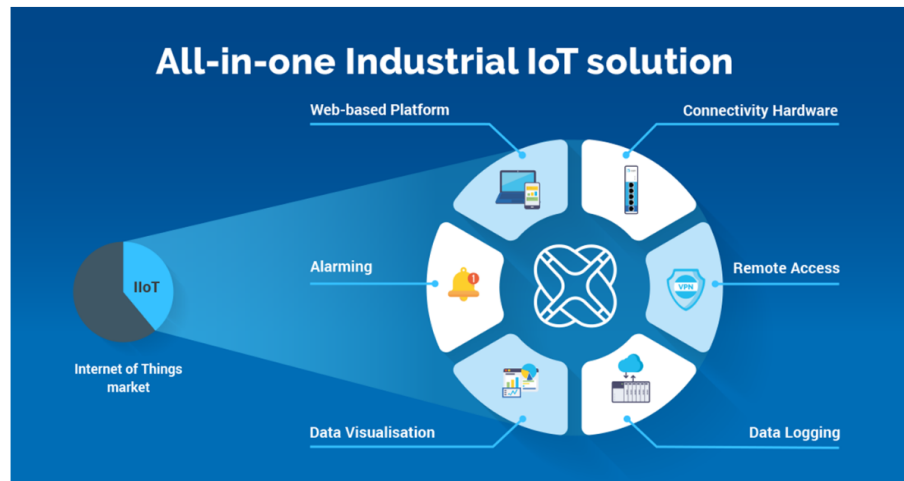 All-in-one Industrial IoT solution
Web-based Platform
Connectivity Hardware
Alarming
Remote Access
IIoT
VPN
1
Internet of Things
market
Data Visualisation
Data Logging